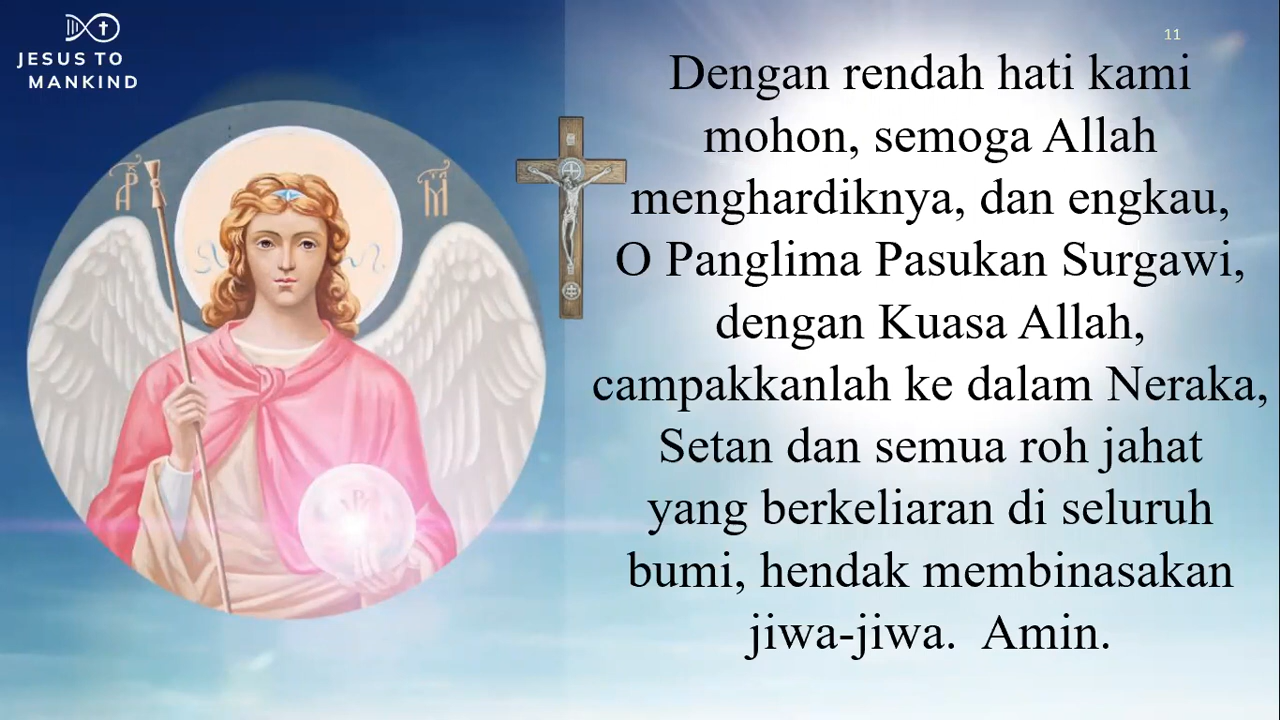 JESUS TO
MANKIND
11
Dengan rendah hati kami
mohon, semoga Allah
menghardiknya, dan engkau,
O Panglima Pasukan Surgawi,
dengan Kuasa Allah,
campakkanlah ke dalam Neraka,
Setan dan semua roh jahat
yang berkeliaran di seluruh
bumi, hendak membinasakan
jiwa-jiwa.  Amin.